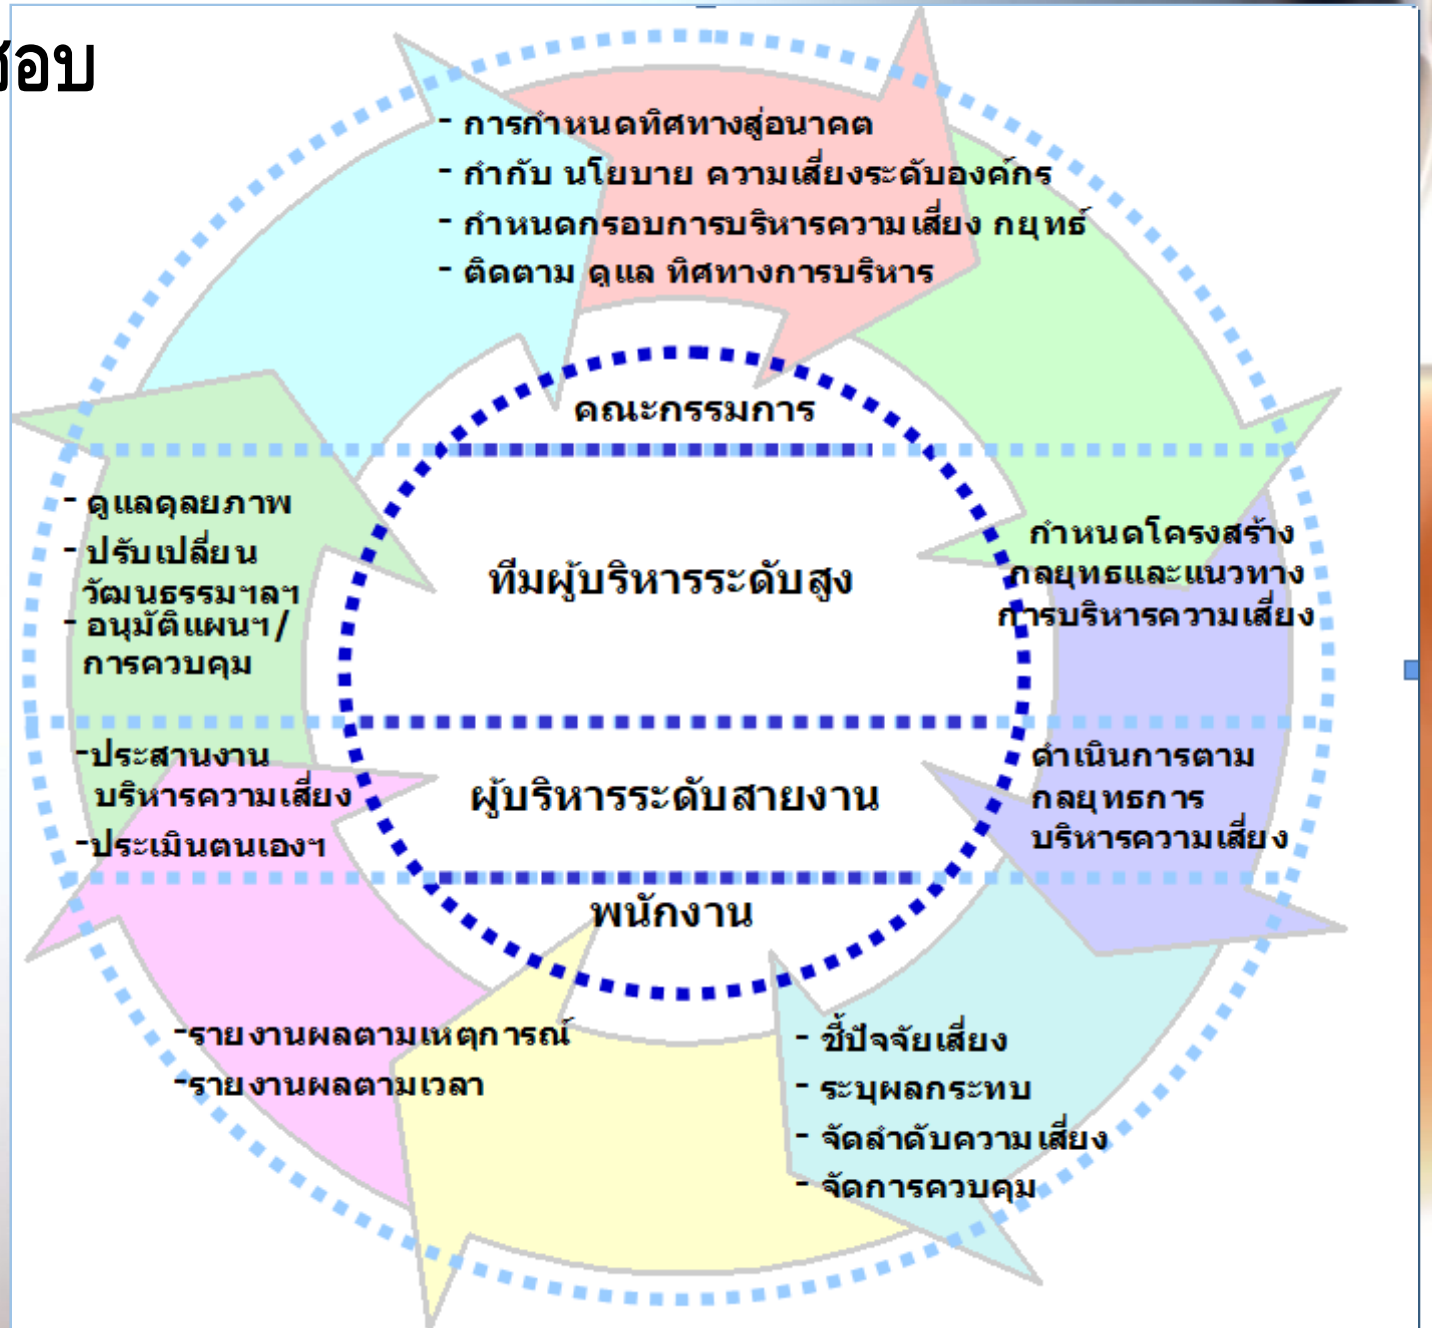 สอบ
- การกำหนดทิศทางสู่อนาคต
- กำกับ นโยบาย ความเสี่ยงระดับองค์กร
- กำหนดกรอบการบริหารความเสี่ยง กยุทธ์
- ติดตาม ดูแล ทิศทางการบริหาร
คณะกรรมการ
- ดูแลดุลยภาพ
- ปรับเปลี่ยน
วัฒนธรรมฯลฯ
- อนุมัติแผนฯ/
การควบคุม
ทีมผู้บริหารระดับสูง
กำหนดโครงสร้าง
กลยุทธและแนวทาง
การบริหารความเสี่ยง
-ประสานงาน
บริหารความเสี่ยง
-ประเมินตนเองฯ
ผู้บริหารระดับสายงาน
ดำเนินการตาม
กลยุทธการ
บริหารความเสี่ยง
พนักงาน
-รายงานผลตามเหตุการณ์
-รายงานผลตามเวลา
- ชี้ปัจจัยเสี่ยง
- ระบุผลกระทบ
- จัดลำดับความเสี่ยง
- จัดการควบคุม